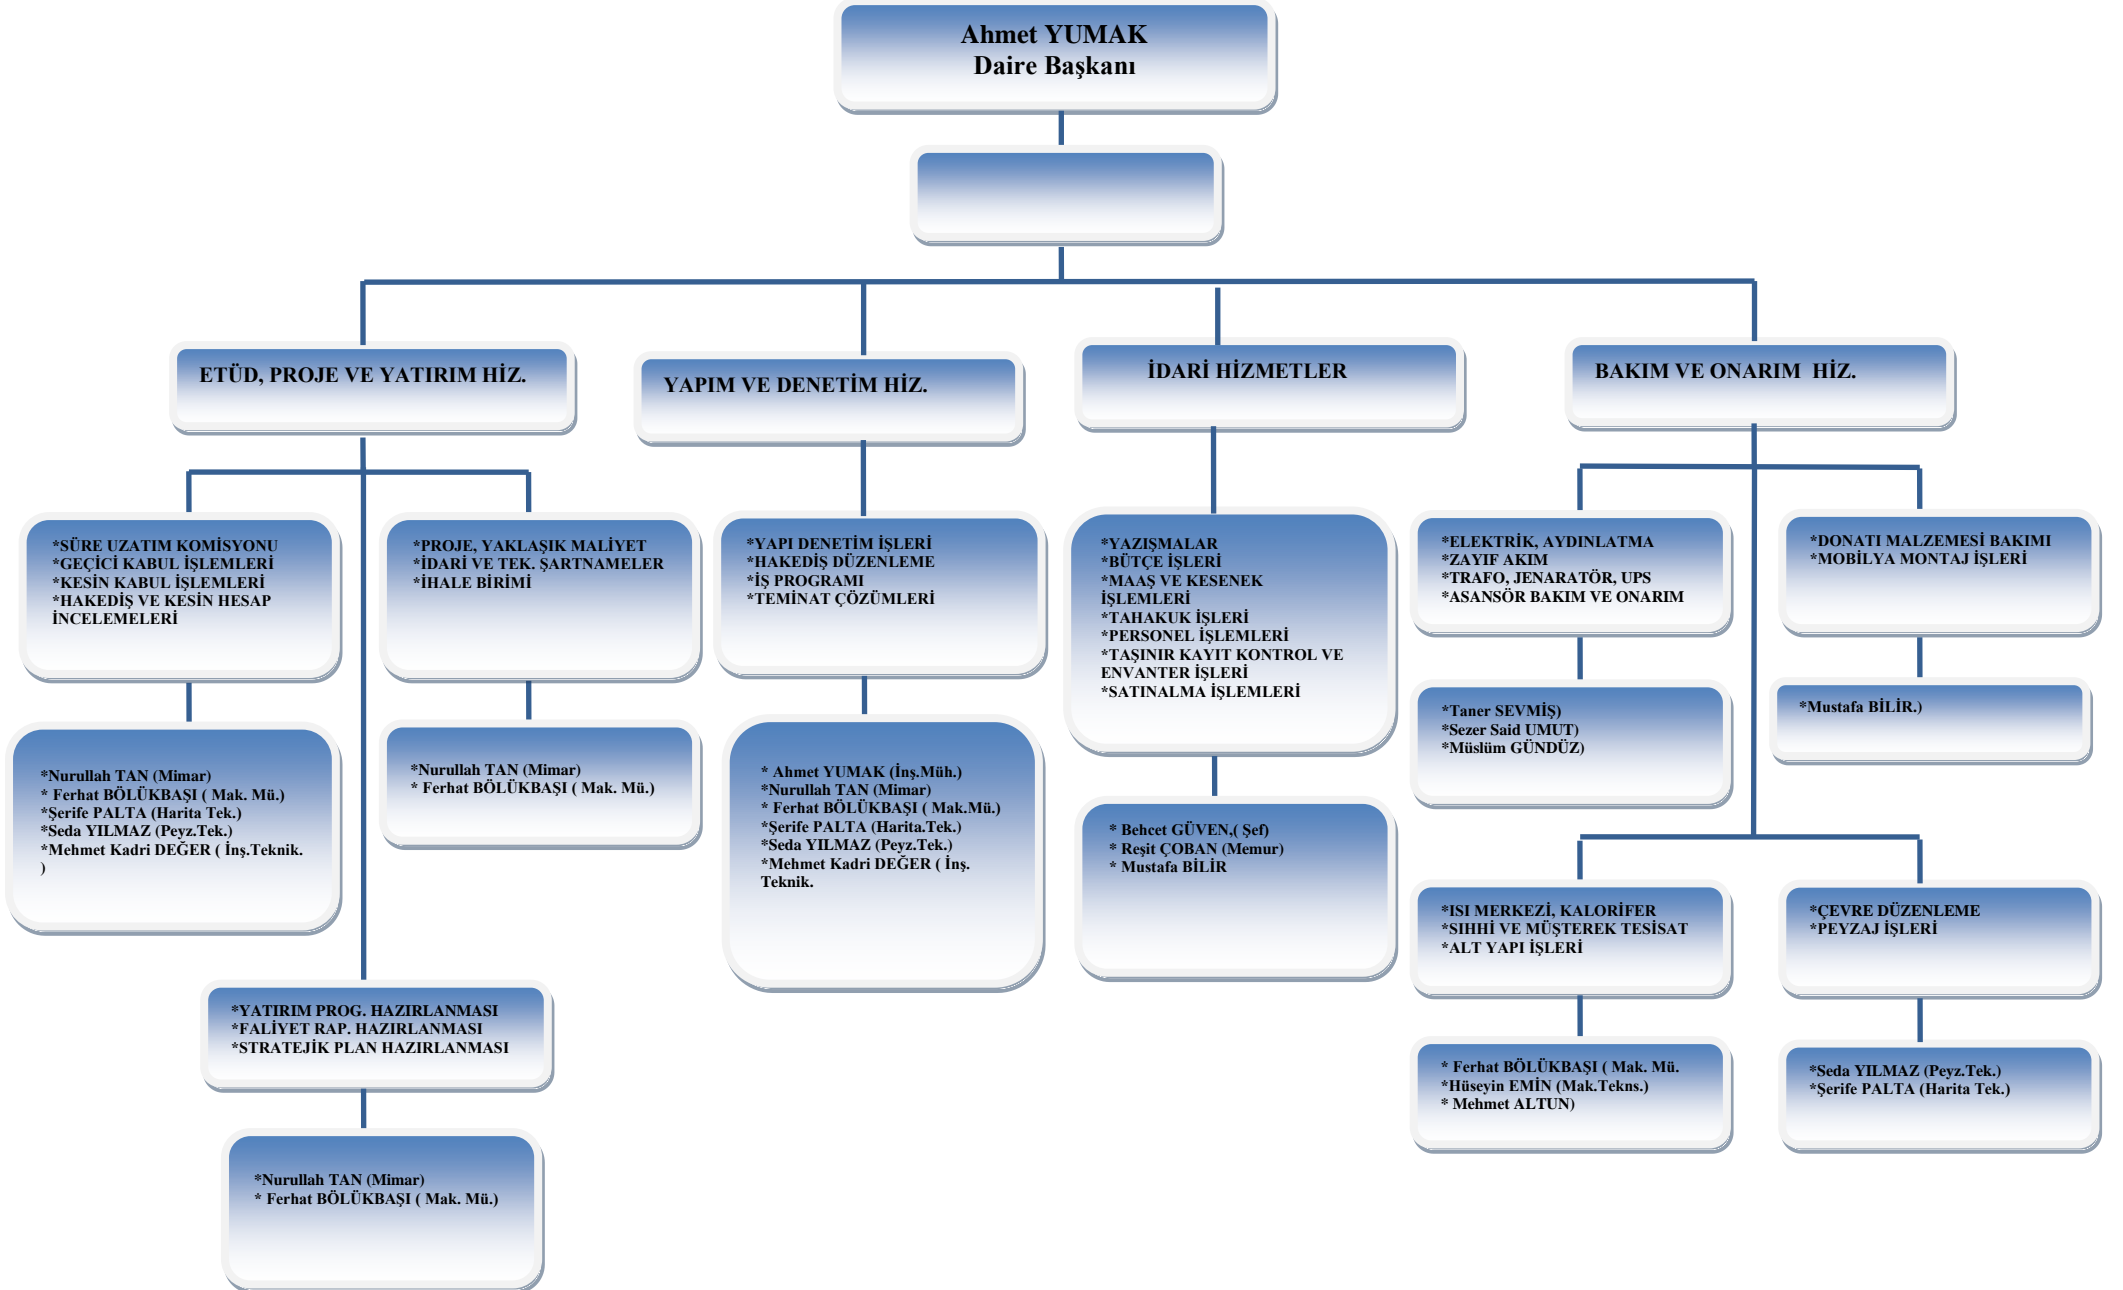 Ahmet YUMAK
Daire Başkanı
ETÜD, PROJE VE YATIRIM HİZ.
YAPIM VE DENETİM HİZ.
İDARİ HİZMETLER
BAKIM VE ONARIM  HİZ.
*SÜRE UZATIM KOMİSYONU
*GEÇİCİ KABUL İŞLEMLERİ
*KESİN KABUL İŞLEMLERİ
*HAKEDİŞ VE KESİN HESAP
İNCELEMELERİ
*PROJE, YAKLAŞIK MALİYET
*İDARİ VE TEK. ŞARTNAMELER
*İHALE BİRİMİ
*YAPI DENETİM İŞLERİ
*HAKEDİŞ DÜZENLEME
*İŞ PROGRAMI
*TEMİNAT ÇÖZÜMLERİ
*YAZIŞMALAR
*BÜTÇE İŞLERİ
*MAAŞ VE KESENEK
İŞLEMLERİ
*TAHAKUK İŞLERİ
*PERSONEL İŞLEMLERİ
*TAŞINIR KAYIT KONTROL VE
ENVANTER İŞLERİ
*SATINALMA İŞLEMLERİ
*ELEKTRİK, AYDINLATMA
*ZAYIF AKIM
*TRAFO, JENARATÖR, UPS
*ASANSÖR BAKIM VE ONARIM
*DONATI MALZEMESİ BAKIMI
*MOBİLYA MONTAJ İŞLERİ
*Nurullah TAN (Mimar)
* Ferhat BÖLÜKBAŞI ( Mak. Mü.)
*Şerife PALTA (Harita Tek.)
*Seda YILMAZ (Peyz.Tek.)
*Mehmet Kadri DEĞER ( İnş.Teknik.
)
*Nurullah TAN (Mimar)
* Ferhat BÖLÜKBAŞI ( Mak. Mü.)
* Ahmet YUMAK (İnş.Müh.)
*Nurullah TAN (Mimar)
* Ferhat BÖLÜKBAŞI ( Mak.Mü.)
*Şerife PALTA (Harita.Tek.)
*Seda YILMAZ (Peyz.Tek.)
*Mehmet Kadri DEĞER ( İnş.
Teknik.
* Behcet GÜVEN,( Şef)
* Reşit ÇOBAN (Memur)
* Mustafa BİLİR
*Taner SEVMİŞ)
*Sezer Said UMUT)
*Müslüm GÜNDÜZ)
*Mustafa BİLİR.)
*ISI MERKEZİ, KALORİFER
*SIHHİ VE MÜŞTEREK TESİSAT
*ALT YAPI İŞLERİ
*ÇEVRE DÜZENLEME
*PEYZAJ İŞLERİ
*YATIRIM PROG. HAZIRLANMASI
*FALİYET RAP. HAZIRLANMASI
*STRATEJİK PLAN HAZIRLANMASI
* Ferhat BÖLÜKBAŞI ( Mak. Mü.
*Hüseyin EMİN (Mak.Tekns.)
* Mehmet ALTUN)
*Seda YILMAZ (Peyz.Tek.)
*Şerife PALTA (Harita Tek.)
*Nurullah TAN (Mimar)
* Ferhat BÖLÜKBAŞI ( Mak. Mü.)